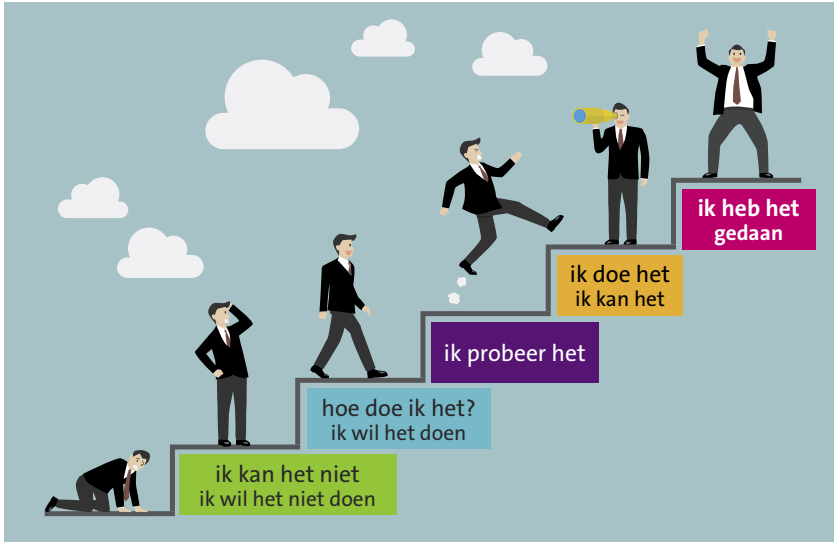 ik heb het
gedaan
ik doe het
ik kan het
ik probeer het
hoe doe ik het?
ik wil het doen
ik kan het niet
ik wil het niet doen